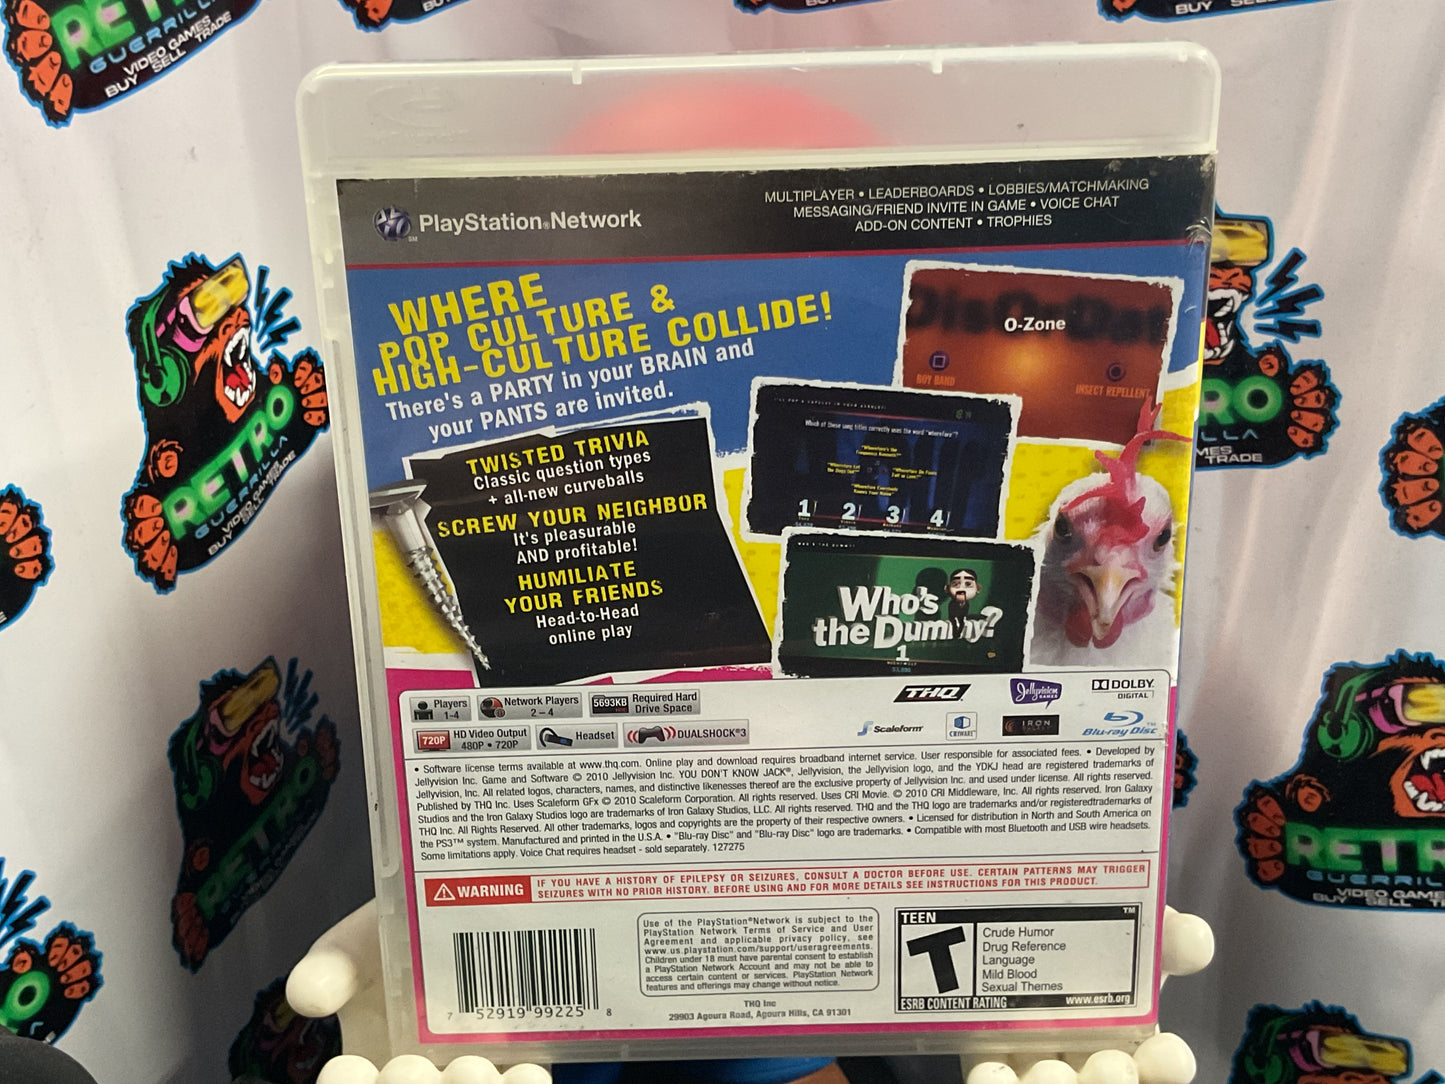 RETRO
GUERRILLA
VIDEO GAMES
BUY SELL TRADE
PlayStation®Network
SM
MULTIPLAYER • LEADERBOARDS • LOBBIES/MATCHMAKING
MESSAGING/FRIEND INVITE IN GAME • VOICE CHAT
ADD-ON CONTENT • TROPHIES
WHERE
POP CULTURE &
HIGH-CULTURE COLLIDE!
There's a PARTY in your BRAIN and
your PANTS are invited.
TWISTED TRIVIA
Classic question types
+ all-new curveballs
SCREW YOUR NEIGHBOR
It's pleasurable
AND profitable!
HUMILIATE
YOUR FRIENDS
Head-to-Head
online play
DisOrDat
O-Zone
BOY BAND
INSECT REPELLENT
Which of these song titles correctly uses the word "wherefore"?
1 2 3 4
WHO'S THE DUMMY?
Who's
the Dummy?
1
Players
1-4
Network Players
2 – 4
5693KB
Required Hard
Drive Space
720P
HD Video Output
480P • 720P
Headset
DUALSHOCK®3
THQ
Jellyvision
GAMES
DOLBY
DIGITAL
Scaleform
CRIWARE
IRON
GALAXY
Blu-ray Disc™
• Software license terms available at www.thq.com. Online play and download requires broadband internet service. User responsible for associated fees. • Developed by
Jellyvision Inc. Game and Software © 2010 Jellyvision Inc. YOU DON'T KNOW JACK®, Jellyvision, the Jellyvision logo, and the YDKJ head are registered trademarks of
Jellyvision, Inc. All related logos, characters, names, and distinctive likenesses thereof are the exclusive property of Jellyvision Inc. and used under license. All rights reserved.
Published by THQ Inc. Uses Scaleform GFx © 2010 Scaleform Corporation. All rights reserved. Uses CRI Movie. © 2010 CRI Middleware, Inc. All rights reserved. Iron Galaxy
Studios and the Iron Galaxy Studios logo are trademarks of Iron Galaxy Studios, LLC. All rights reserved. THQ and the THQ logo are trademarks and/or registeredtrademarks of
THQ Inc. All Rights Reserved. All other trademarks, logos and copyrights are the property of their respective owners. • Licensed for distribution in North and South America on
the PS3™ system. Manufactured and printed in the U.S.A. • "Blu-ray Disc" and "Blu-ray Disc" logo are trademarks. • Compatible with most Bluetooth and USB wire headsets.
Some limitations apply. Voice Chat requires headset - sold separately. 127275
WARNING
IF YOU HAVE A HISTORY OF EPILEPSY OR SEIZURES, CONSULT A DOCTOR BEFORE USE. CERTAIN PATTERNS MAY TRIGGER
SEIZURES WITH NO PRIOR HISTORY. BEFORE USING AND FOR MORE DETAILS SEE INSTRUCTIONS FOR THIS PRODUCT.
7 52919 99225 8
Use of the PlayStation®Network is subject to the
PlayStation Network Terms of Service and User
Agreement and applicable privacy policy, see
www.us.playstation.com/support/useragreements.
Children under 18 must have parental consent to establish
a PlayStation Network Account and may not be able to
access certain content or services. PlayStation Network
features and offerings may change without notice.
THQ Inc
29903 Agoura Road, Agoura Hills, CA 91301
TEEN
TM
T
Crude Humor
Drug Reference
Language
Mild Blood
Sexual Themes
ESRB CONTENT RATING
www.esrb.org